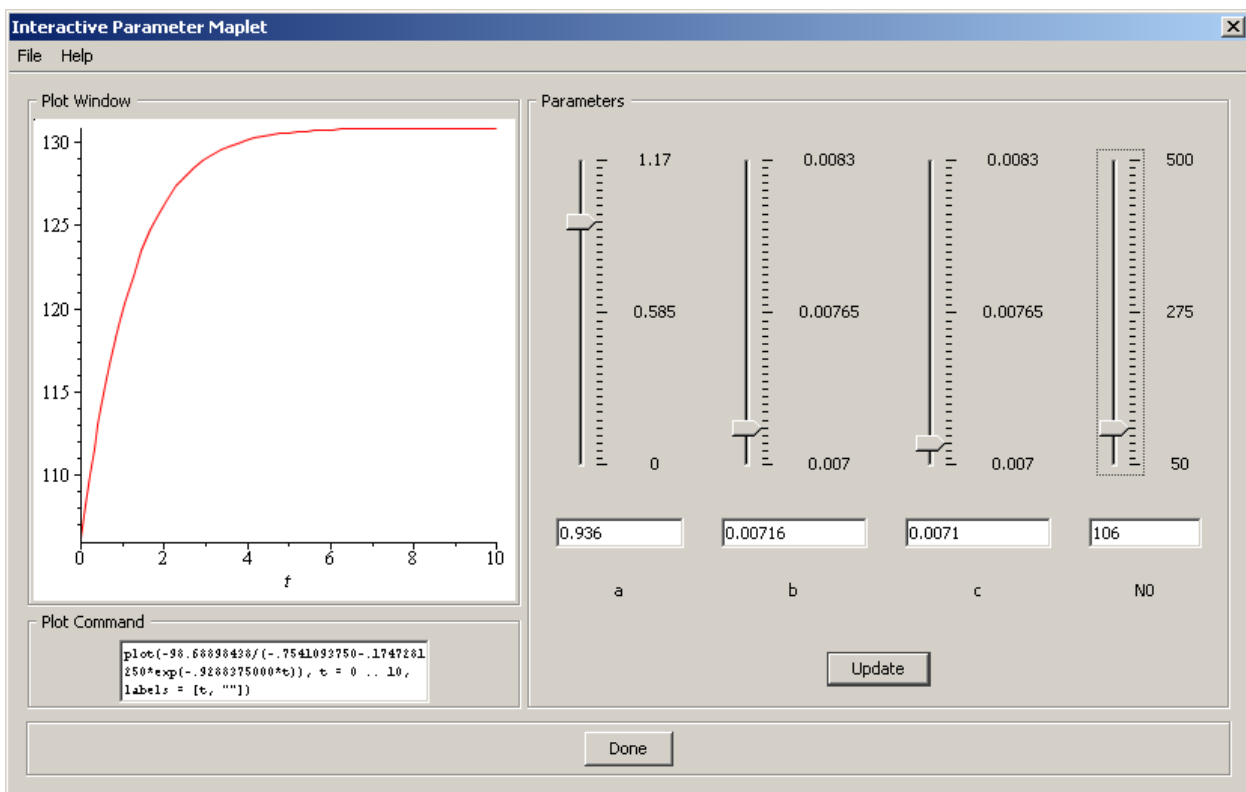 Interactive Parameter Maplet
File Help
Plot Window
130
125
120
115
110
0 2 4 6 8 10
t
Plot Command
plot(-98.68898438/(-.7541093750-.1747281
250*exp(-.9288375000*t)), t = 0 .. 10,
labels = [t, ""])
Parameters
1.17 0.0083 0.0083 500
0.585 0.00765 0.00765 275
0 0.007 0.007 50
0.936 0.00716 0.0071 106
a b c N0
Update
Done